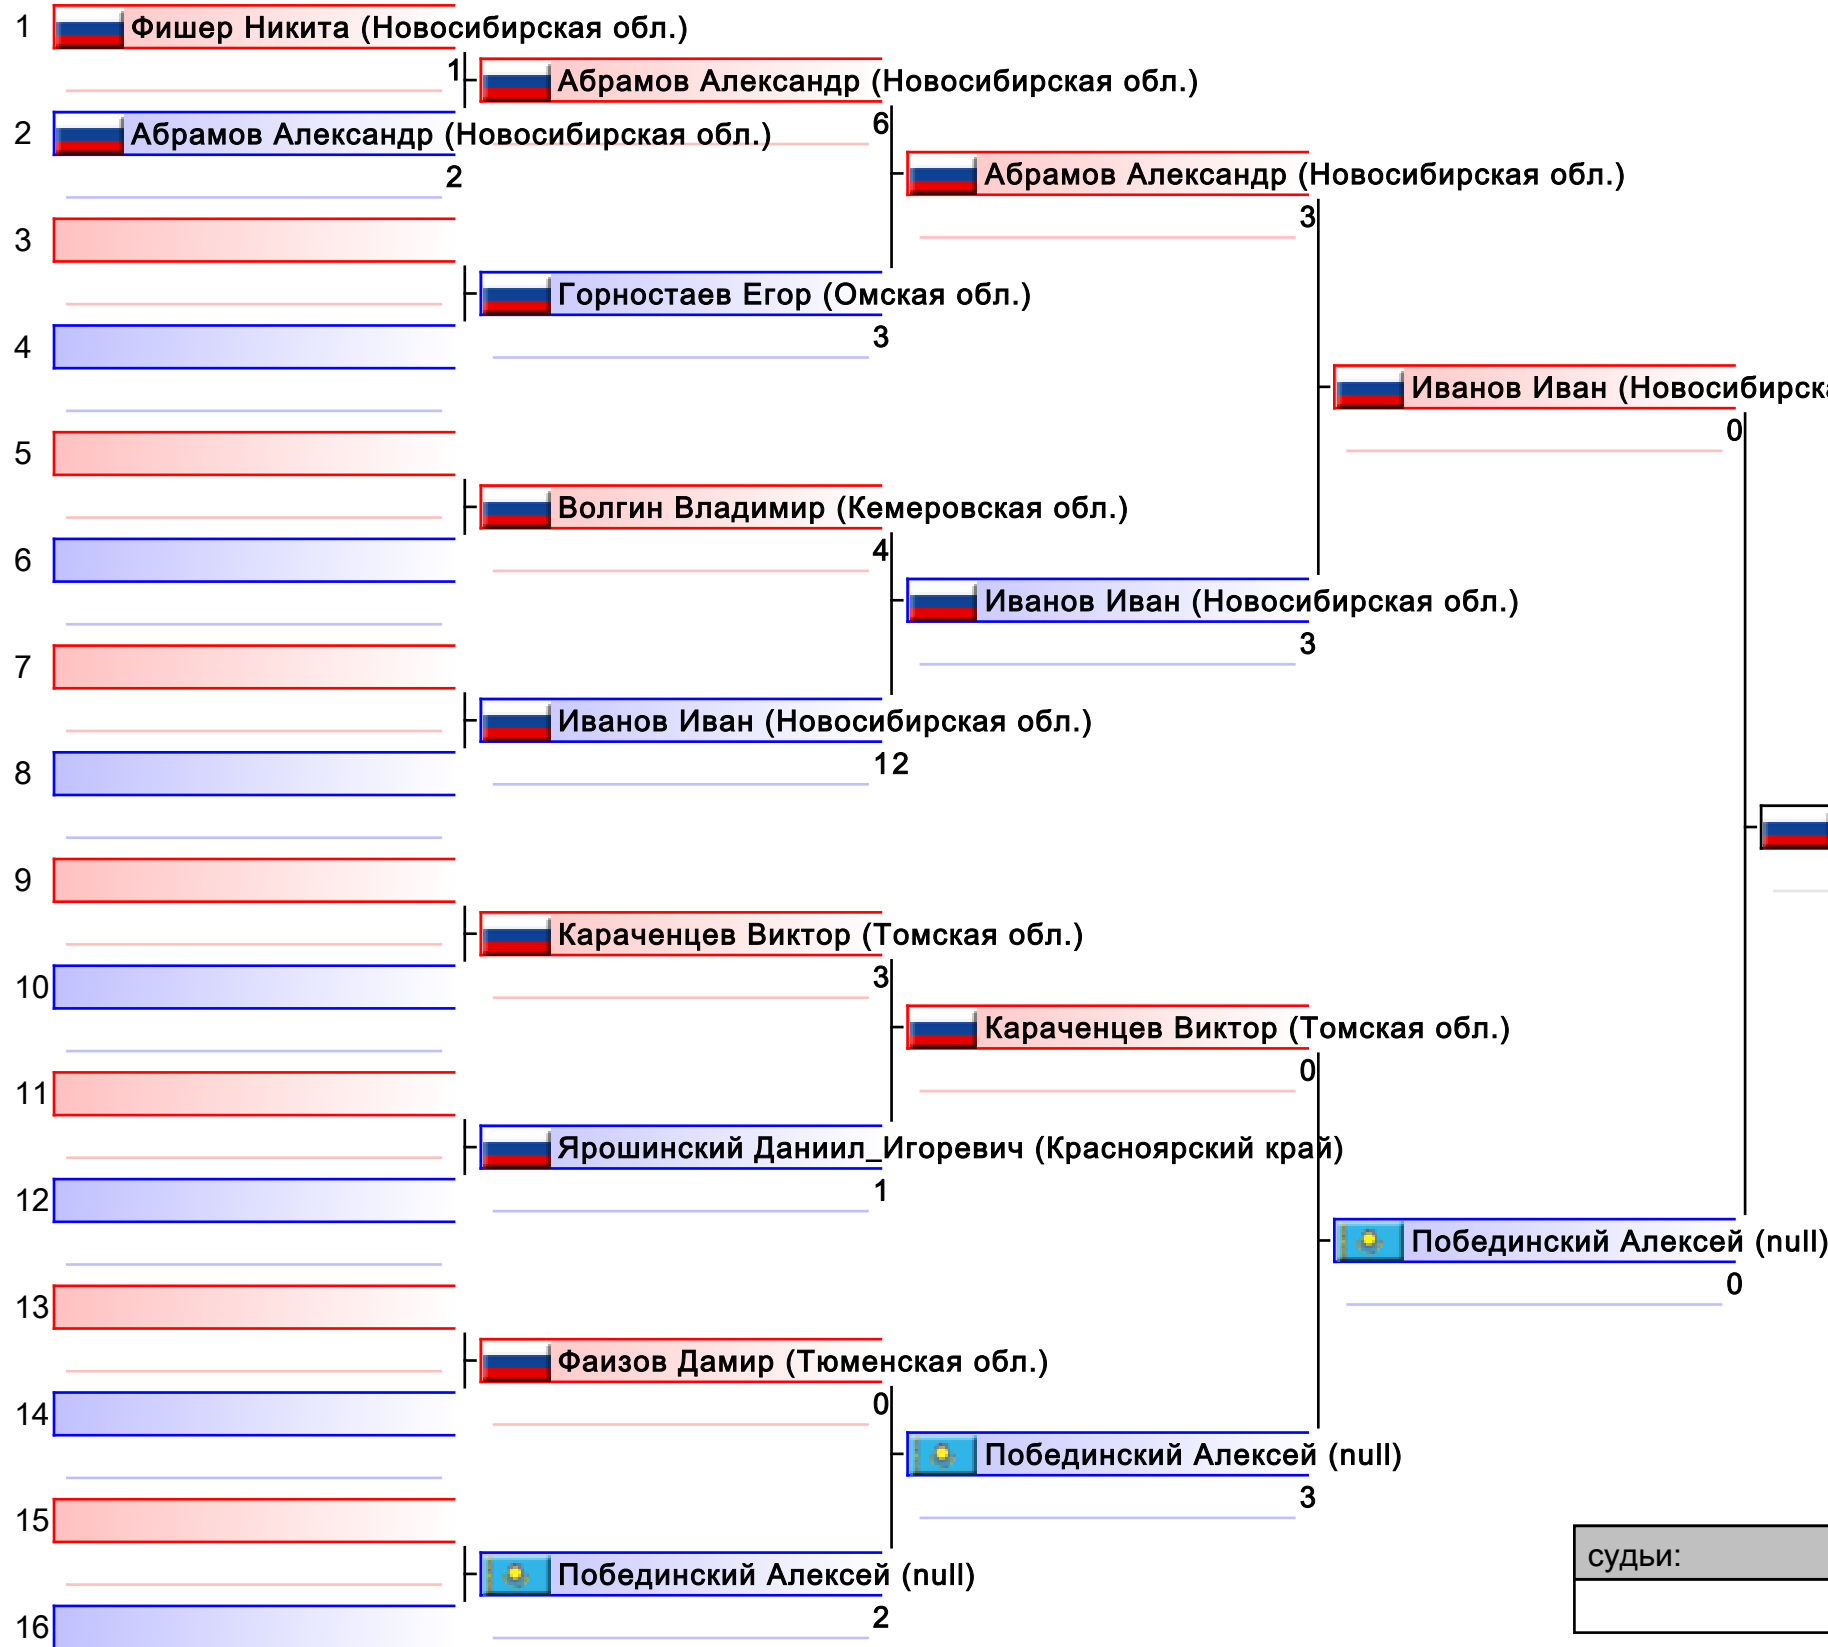 1 Фишер Никита (Новосибирская обл.)
1
Абрамов Александр (Новосибирская обл.)
6
2 Абрамов Александр (Новосибирская обл.)
2
Абрамов Александр (Новосибирская обл.)
3
3
Горностаев Егор (Омская обл.)
3
4
Иванов Иван (Новосибирск
0
5
Волгин Владимир (Кемеровская обл.)
4
6
Иванов Иван (Новосибирская обл.)
3
7
Иванов Иван (Новосибирская обл.)
12
8
9
Караченцев Виктор (Томская обл.)
3
10
Караченцев Виктор (Томская обл.)
0
11
Ярошинский Даниил_Игоревич (Красноярский край)
1
12
Побединский Алексей (null)
0
13
Фаизов Дамир (Тюменская обл.)
0
14
Побединский Алексей (null)
3
15
судьи:
Побединский Алексей (null)
2
16